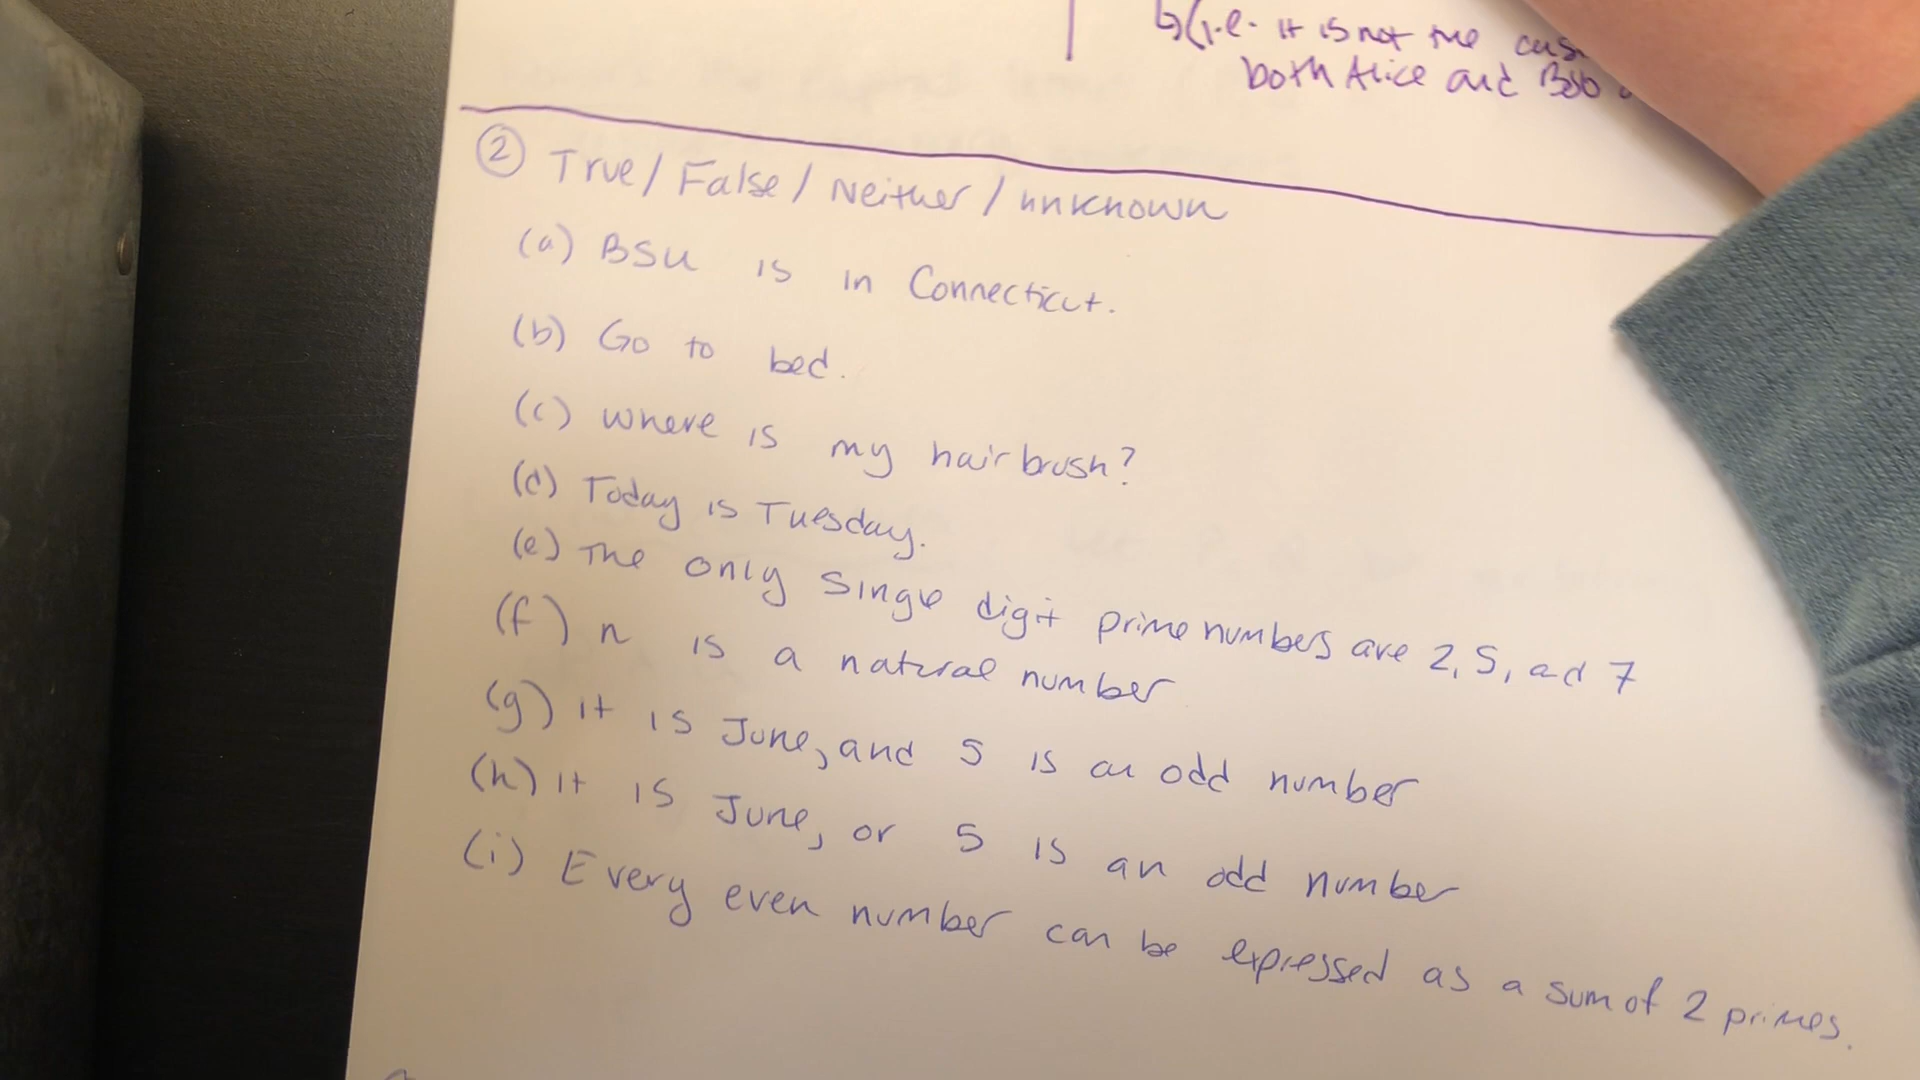 ↳(i.e. it is not the
both Alice and Bob
② True / False / Neither / unknown
(a) BSU is in Connecticut.
(b) Go to bed.
(c) where is my hairbrush?
(d) Today is Tuesday.
(e) The only single digit prime numbers are 2, 5, ad 7
(f) n is a natural number
(g) it is June, and 5 is an odd number
(h) it is June, or 5 is an odd number
(i) Every even number can be expressed as a sum of 2 primes.